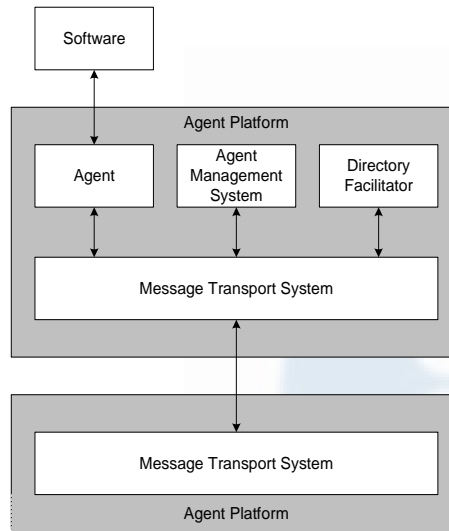 Software
Agent Platform
Agent
Agent
Management
System
Directory
Facilitator
Message Transport System
Message Transport System
Agent Platform